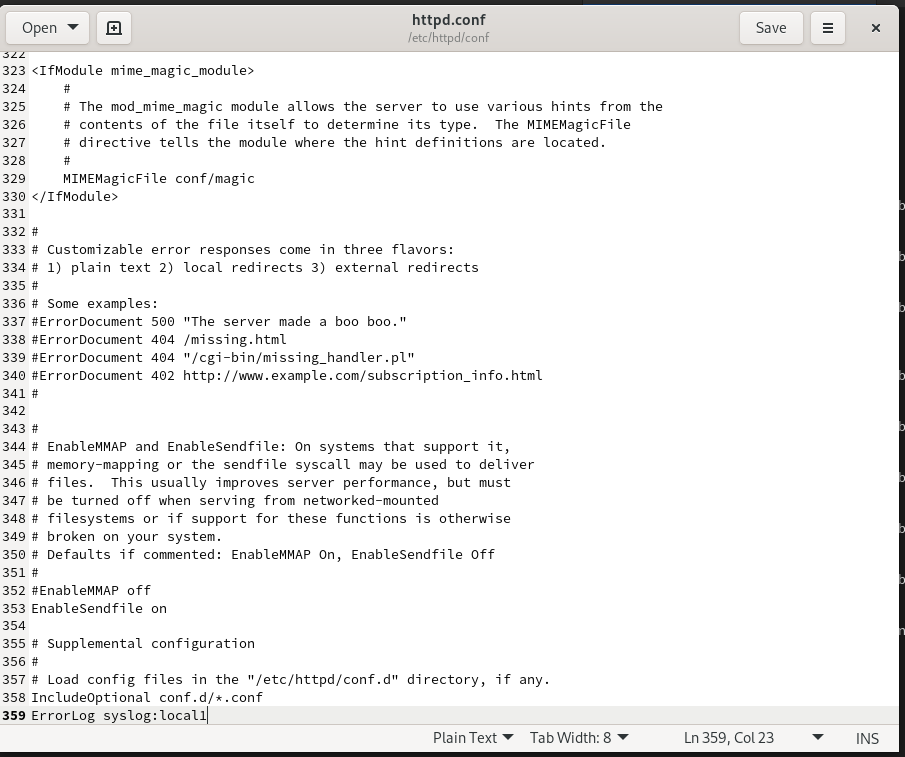 Open
httpd.conf
/etc/httpd/conf
Save
322
323 <IfModule mime_magic_module>
324     #
325     # The mod_mime_magic module allows the server to use various hints from the
326     # contents of the file itself to determine its type.  The MIMEMagicFile
327     # directive tells the module where the hint definitions are located.
328     #
329     MIMEMagicFile conf/magic
330 </IfModule>
331
332 #
333 # Customizable error responses come in three flavors:
334 # 1) plain text 2) local redirects 3) external redirects
335 #
336 # Some examples:
337 #ErrorDocument 500 "The server made a boo boo."
338 #ErrorDocument 404 /missing.html
339 #ErrorDocument 404 "/cgi-bin/missing_handler.pl"
340 #ErrorDocument 402 http://www.example.com/subscription_info.html
341 #
342
343 #
344 # EnableMMAP and EnableSendfile: On systems that support it,
345 # memory-mapping or the sendfile syscall may be used to deliver
346 # files.  This usually improves server performance, but must
347 # be turned off when serving from networked-mounted
348 # filesystems or if support for these functions is otherwise
349 # broken on your system.
350 # Defaults if commented: EnableMMAP On, EnableSendfile Off
351 #
352 #EnableMMAP off
353 EnableSendfile on
354
355 # Supplemental configuration
356 #
357 # Load config files in the "/etc/httpd/conf.d" directory, if any.
358 IncludeOptional conf.d/*.conf
359 ErrorLog syslog:local1
Plain Text Tab Width: 8 Ln 359, Col 23 INS